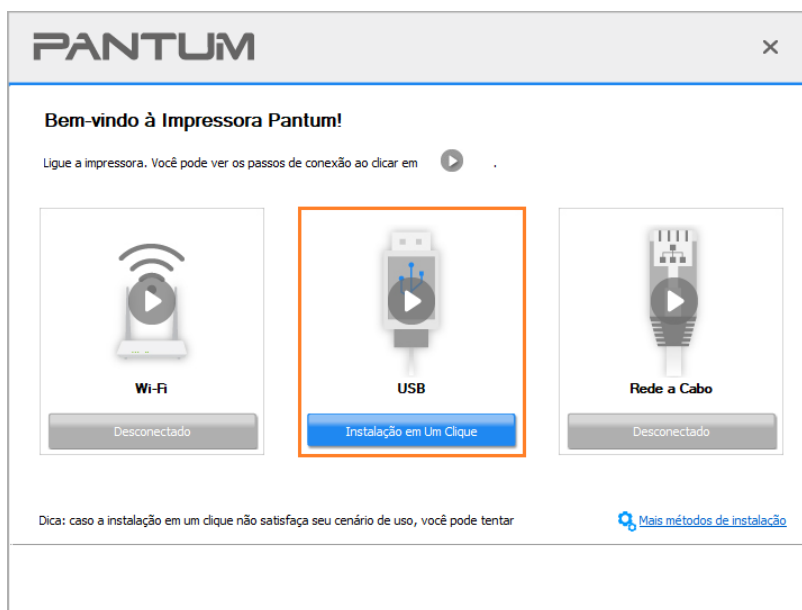 PANTUM
Bem-vindo à Impressora Pantum!
Ligue a impressora. Você pode ver os passos de conexão ao clicar em .
Wi-Fi
Desconectado
USB
Instalação em Um Clique
Rede a Cabo
Desconectado
Dica: caso a instalação em um clique não satisfaça seu cenário de uso, você pode tentar
Mais métodos de instalação